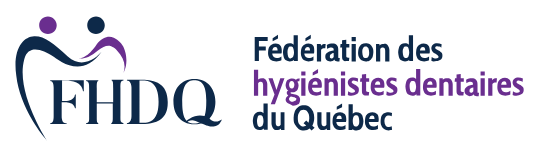 FHDQ
Fédération des
hygiénistes dentaires
du Québec